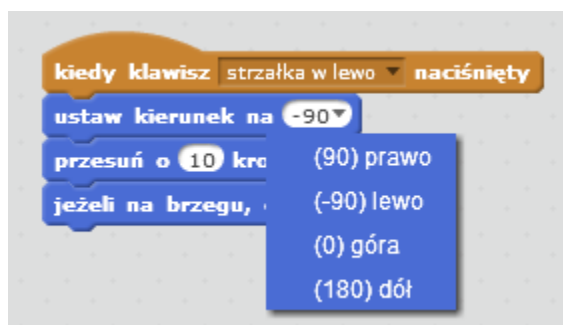 kiedy klawisz strzałka w lewo naciśnięty
ustaw kierunek na -90
przesuń o 10 kro
jeżeli na brzegu,
(90) prawo
(-90) lewo
(0) góra
(180) dół